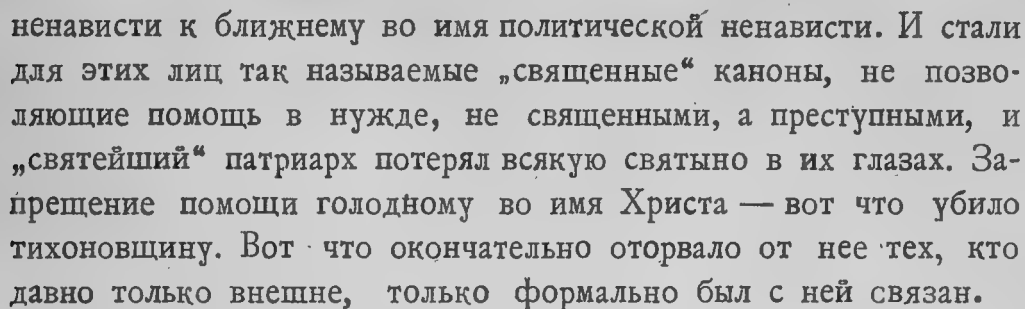 ненависти к ближнему во имя политической ненависти. И стали
для этих лиц так называемые „священные“ каноны, не позво-
ляющие помощь в нужде, не священными, а преступными, и
„святейший“ патриарх потерял всякую святыно в их глазах. За-
прещение помощи голодному во имя Христа — вот что убило
тихоновщину. Вот что окончательно оторвало от нее тех, кто
давно только внешне, только формально был с ней связан.